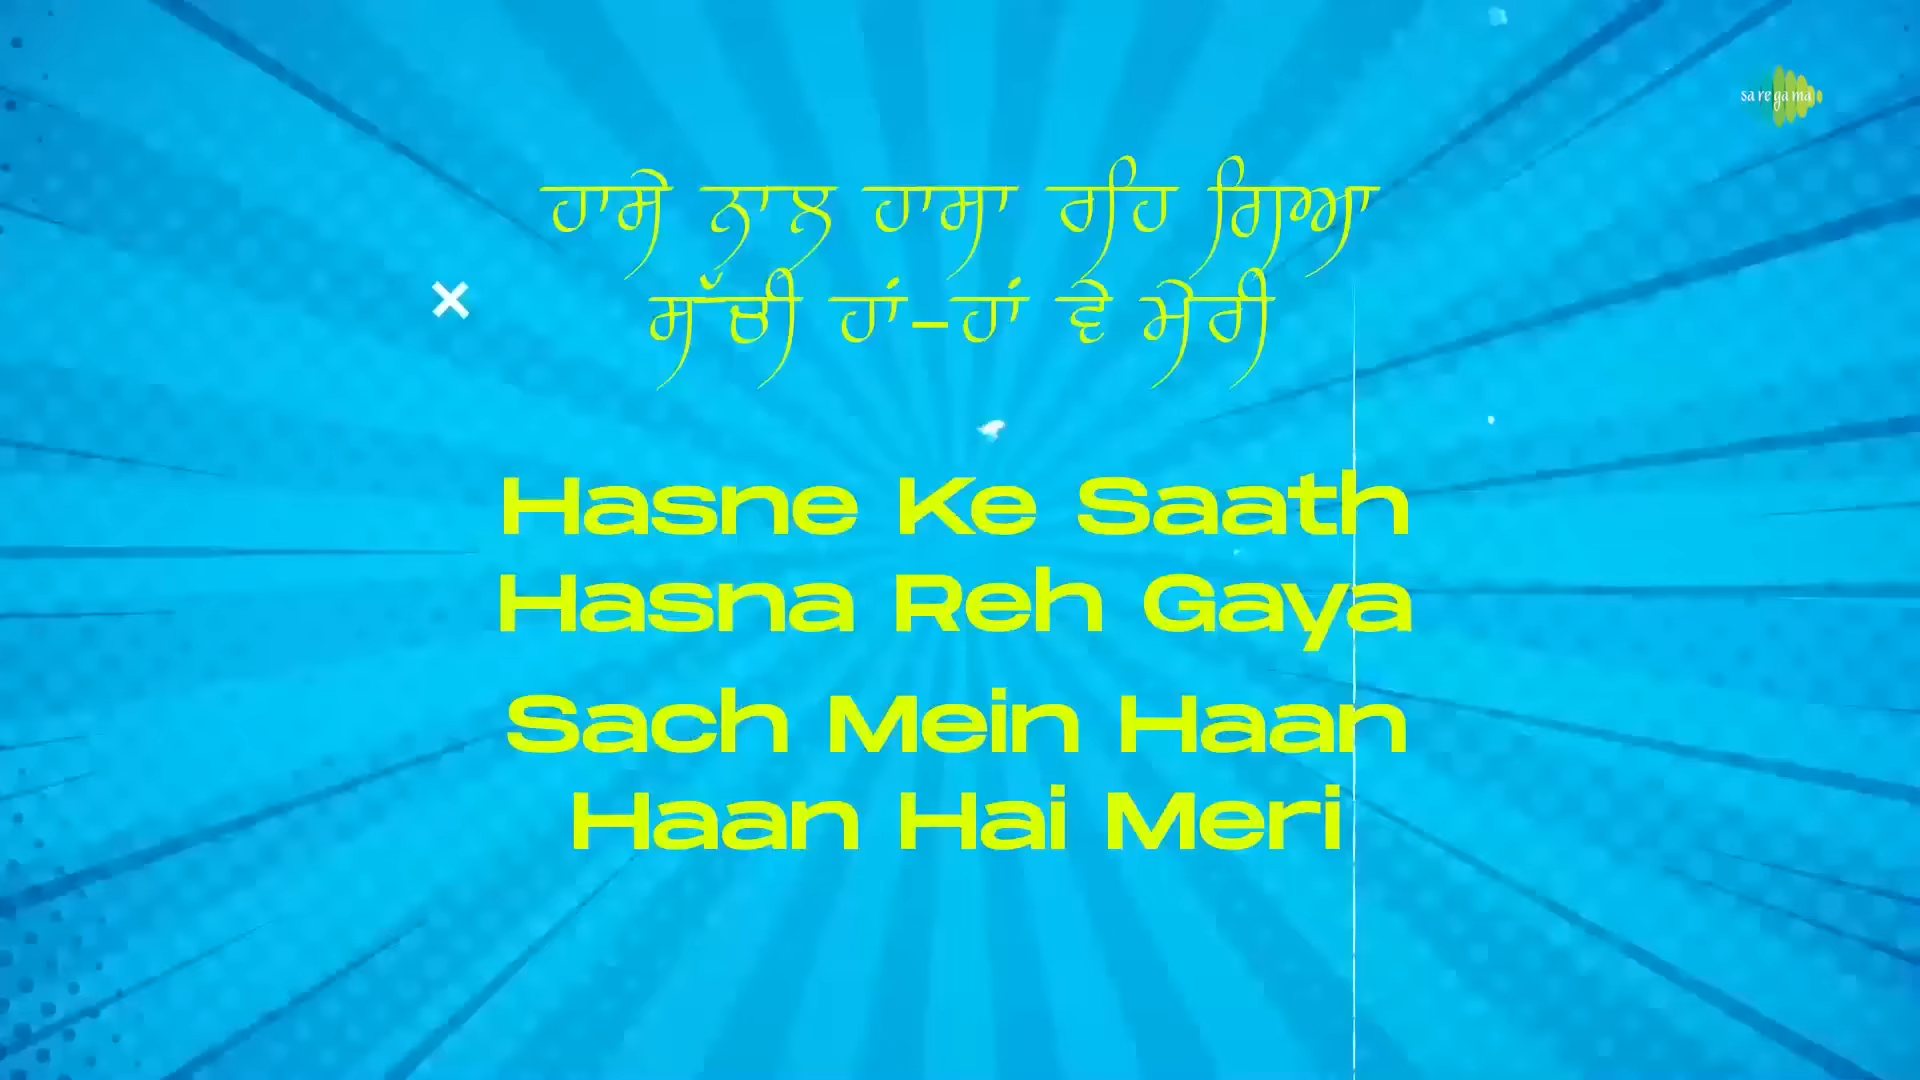 saregama
ਹਾਸੇ ਨਾਲ ਹਾਸਾ ਰਹਿ ਗਿਆ
ਸੱਚੀ ਹਾਂ-ਹਾਂ ਵੇ ਮੇਰੀ
Hasne Ke Saath
Hasna Reh Gaya
Sach Mein Haan
Haan Hai Meri